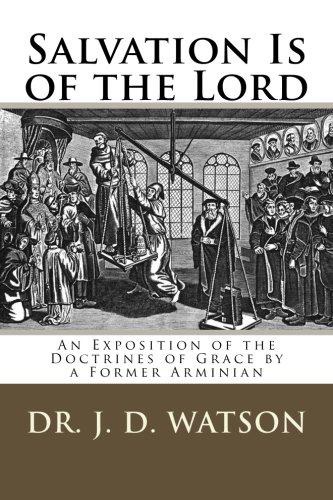 Salvation Is
of the Lord
An Exposition of the
Doctrines of Grace by
a Former Arminian
DR. J. D. WATSON